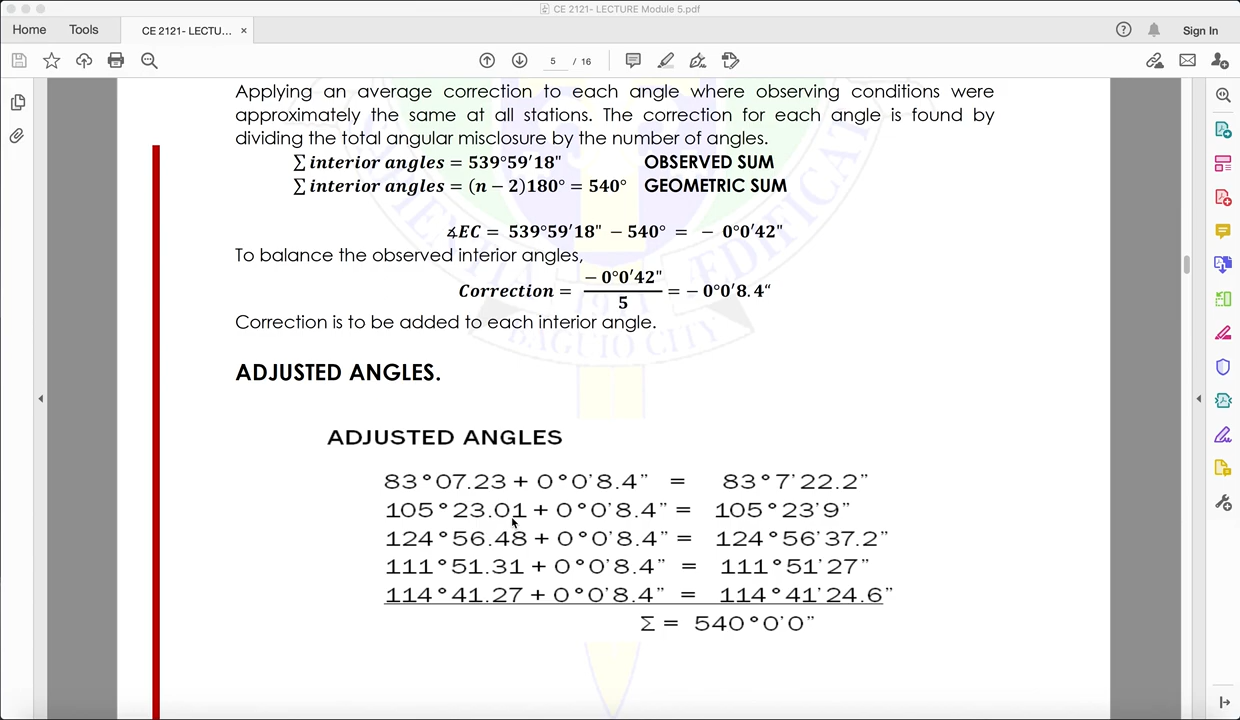 CE 2121- LECTURE Module 5.pdf
Home Tools CE 2121- LECTU... × Sign In
5 / 16
Applying an average correction to each angle where observing conditions were
approximately the same at all stations. The correction for each angle is found by
dividing the total angular misclosure by the number of angles.
∑ interior angles = 539°59′18" OBSERVED SUM
∑ interior angles = (n − 2)180° = 540° GEOMETRIC SUM
∡EC = 539°59′18" − 540° = − 0°0′42"
To balance the observed interior angles,
Correction = − 0°0′42" / 5 = − 0°0′8.4“
Correction is to be added to each interior angle.
ADJUSTED ANGLES.
ADJUSTED ANGLES
83°07.23 + 0°0'8.4” = 83°7'22.2”
105°23.01 + 0°0'8.4” = 105°23'9”
124°56.48 + 0°0'8.4” = 124°56'37.2”
111°51.31 + 0°0'8.4” = 111°51'27”
114°41.27 + 0°0'8.4” = 114°41'24.6”
Σ = 540°0'0”
BAGUIO CITY